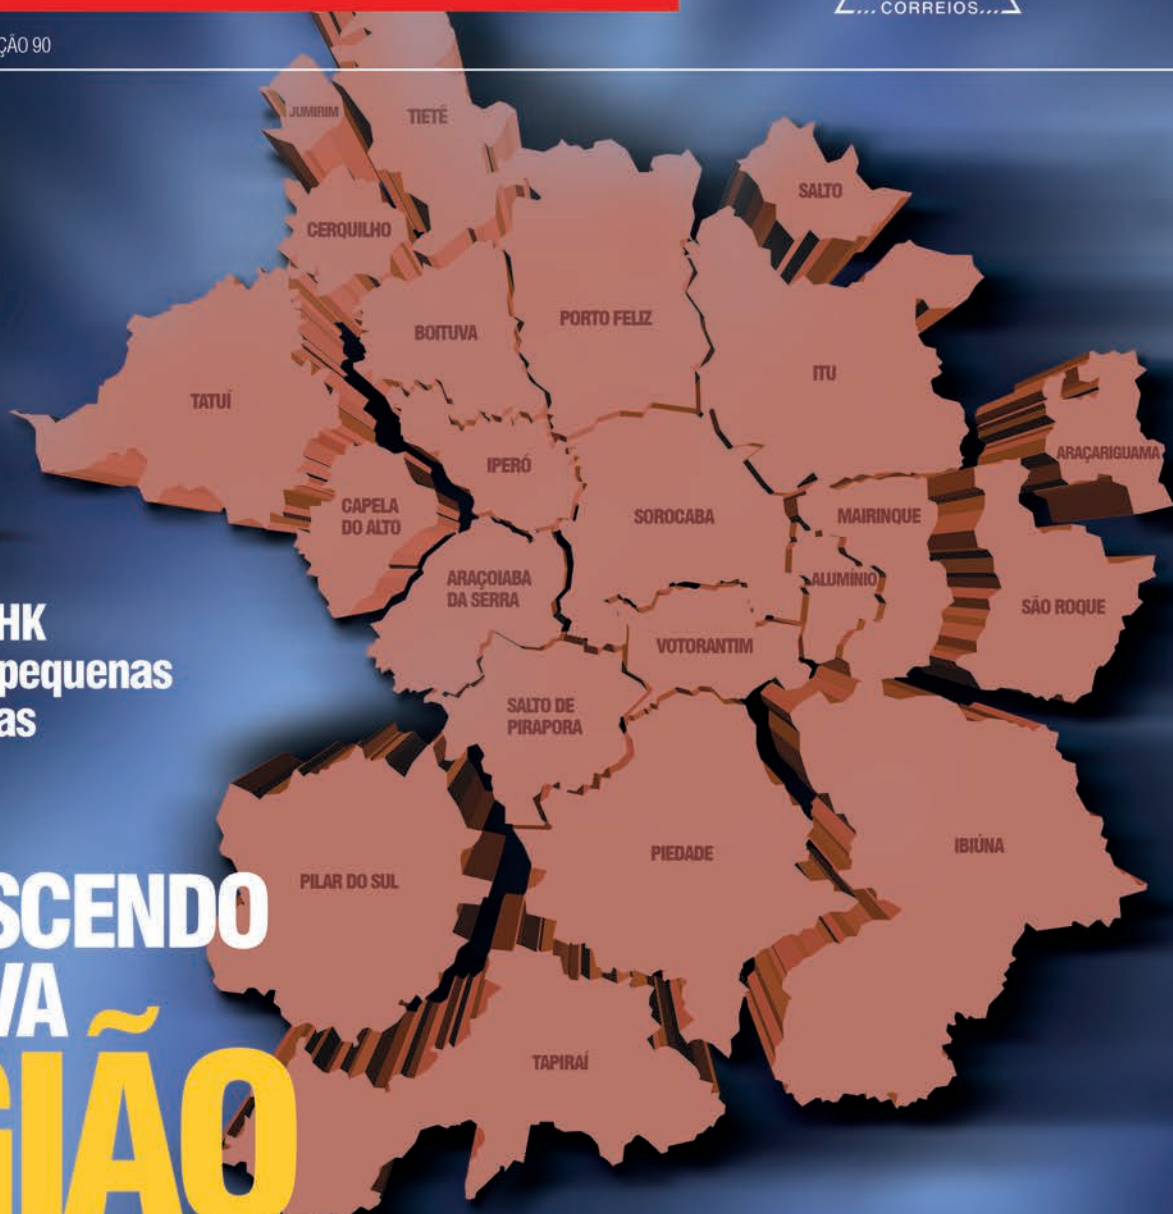 ...CORREIOS...
ÇÃO 90
JUMIRIM
TIETÊ
SALTO
CERQUILHO
BOITUVA
PORTO FELIZ
ITU
TATUÍ
ARAÇARIGUAMA
IPERÓ
CAPELA
DO ALTO
SOROCABA
MAIRINQUE
ARAÇOIABA
DA SERRA
ALUMÍNIO
SÃO ROQUE
VOTORANTIM
HK
pequenas
as
SALTO DE
PIRAPORA
PIEDADE
IBIÚNA
PILAR DO SUL
SCENDO
VA
GIÃO
TAPIRAÍ